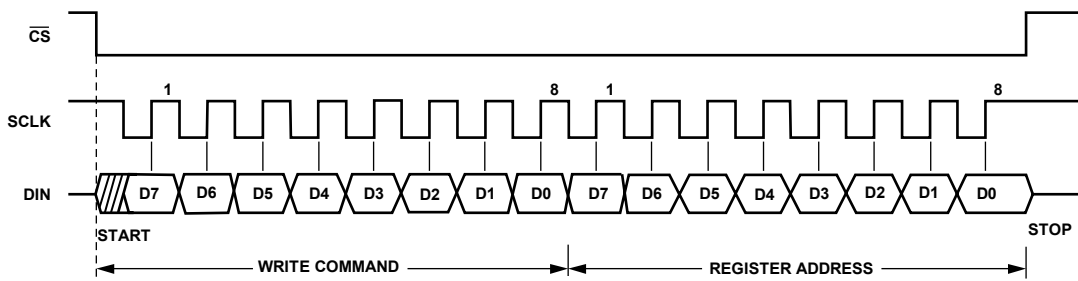 CS
1 8 1 8
SCLK
DIN D7 D6 D5 D4 D3 D2 D1 D0 D7 D6 D5 D4 D3 D2 D1 D0
START STOP
WRITE COMMAND REGISTER ADDRESS